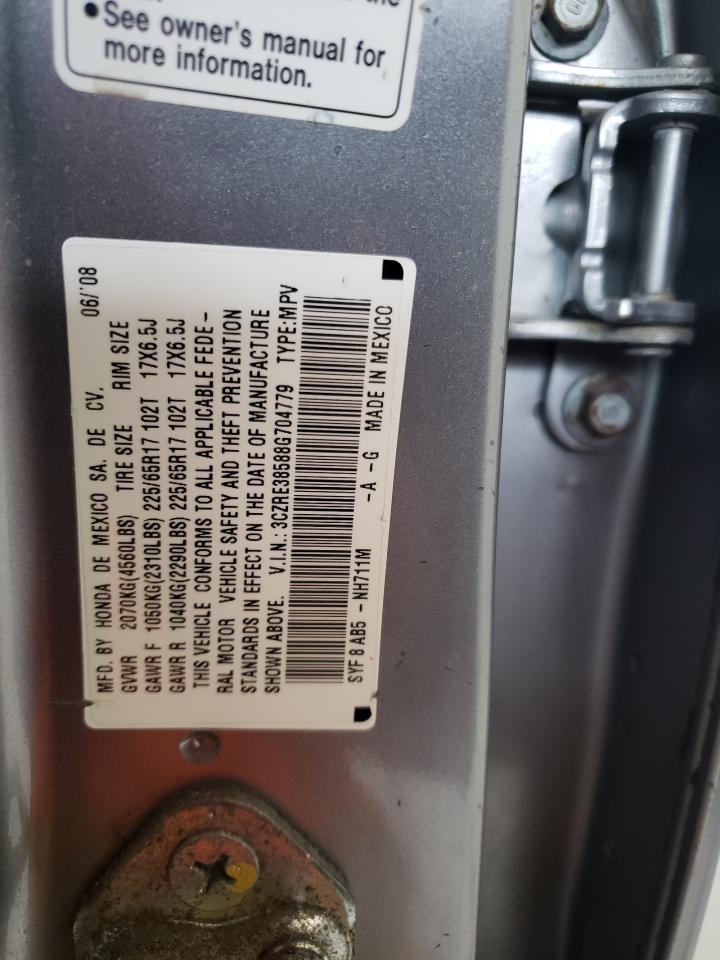 the
•See owner's manual for
more information.
06/'08
MFD. BY HONDA DE MEXICO SA. DE CV.
GVWR 2070KG(4560LBS) TIRE SIZE RIM SIZE
GAWR F 1050KG(2310LBS) 225/65R17 102T 17X6.5J
GAWR R 1040KG(2290LBS) 225/65R17 102T 17X6.5J
THIS VEHICLE CONFORMS TO ALL APPLICABLE FEDE-
RAL MOTOR VEHICLE SAFETY AND THEFT PREVENTION
STANDARDS IN EFFECT ON THE DATE OF MANUFACTURE
SHOWN ABOVE. V.I.N.: 3CZRE38588G704779 TYPE:MPV
SYF 8 AB5 -NH711M -A -G MADE IN MEXICO